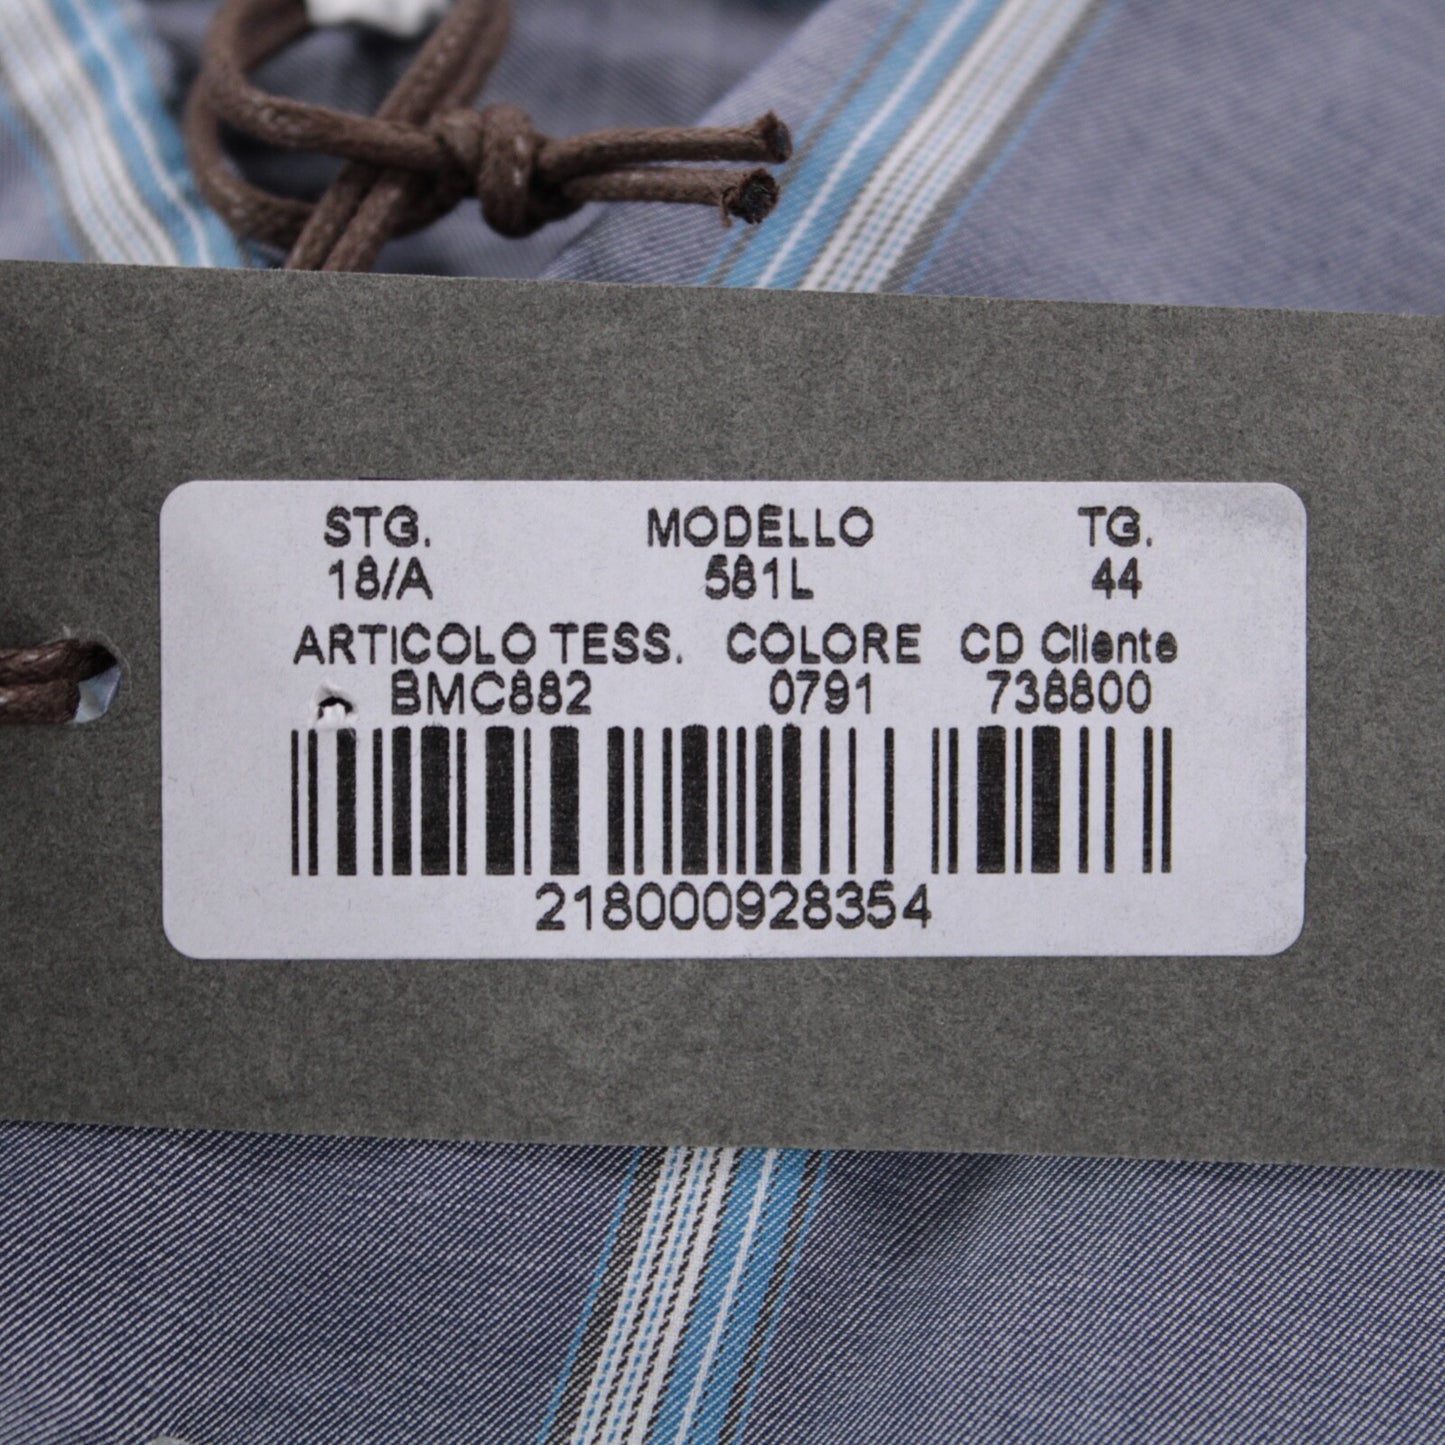 STG. MODELLO TG.
18/A 581L 44
ARTICOLO TESS. COLORE CD Cliente
BMC882 0791 738800
218000928354